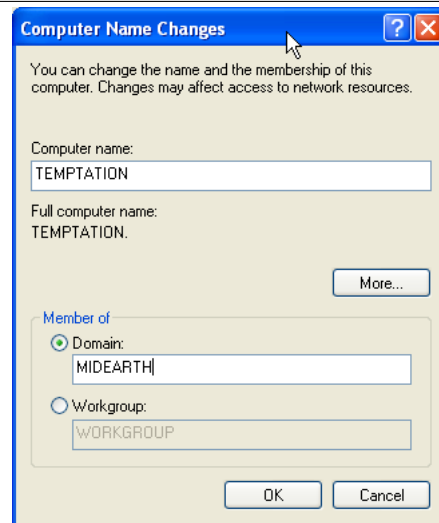 Computer Name Changes
You can change the name and the membership of this
computer. Changes may affect access to network resources.
Computer name:
TEMPTATION
Full computer name:
TEMPTATION.
More...
Member of
Domain:
MIDEARTH
Workgroup:
WORKGROUP
OK Cancel